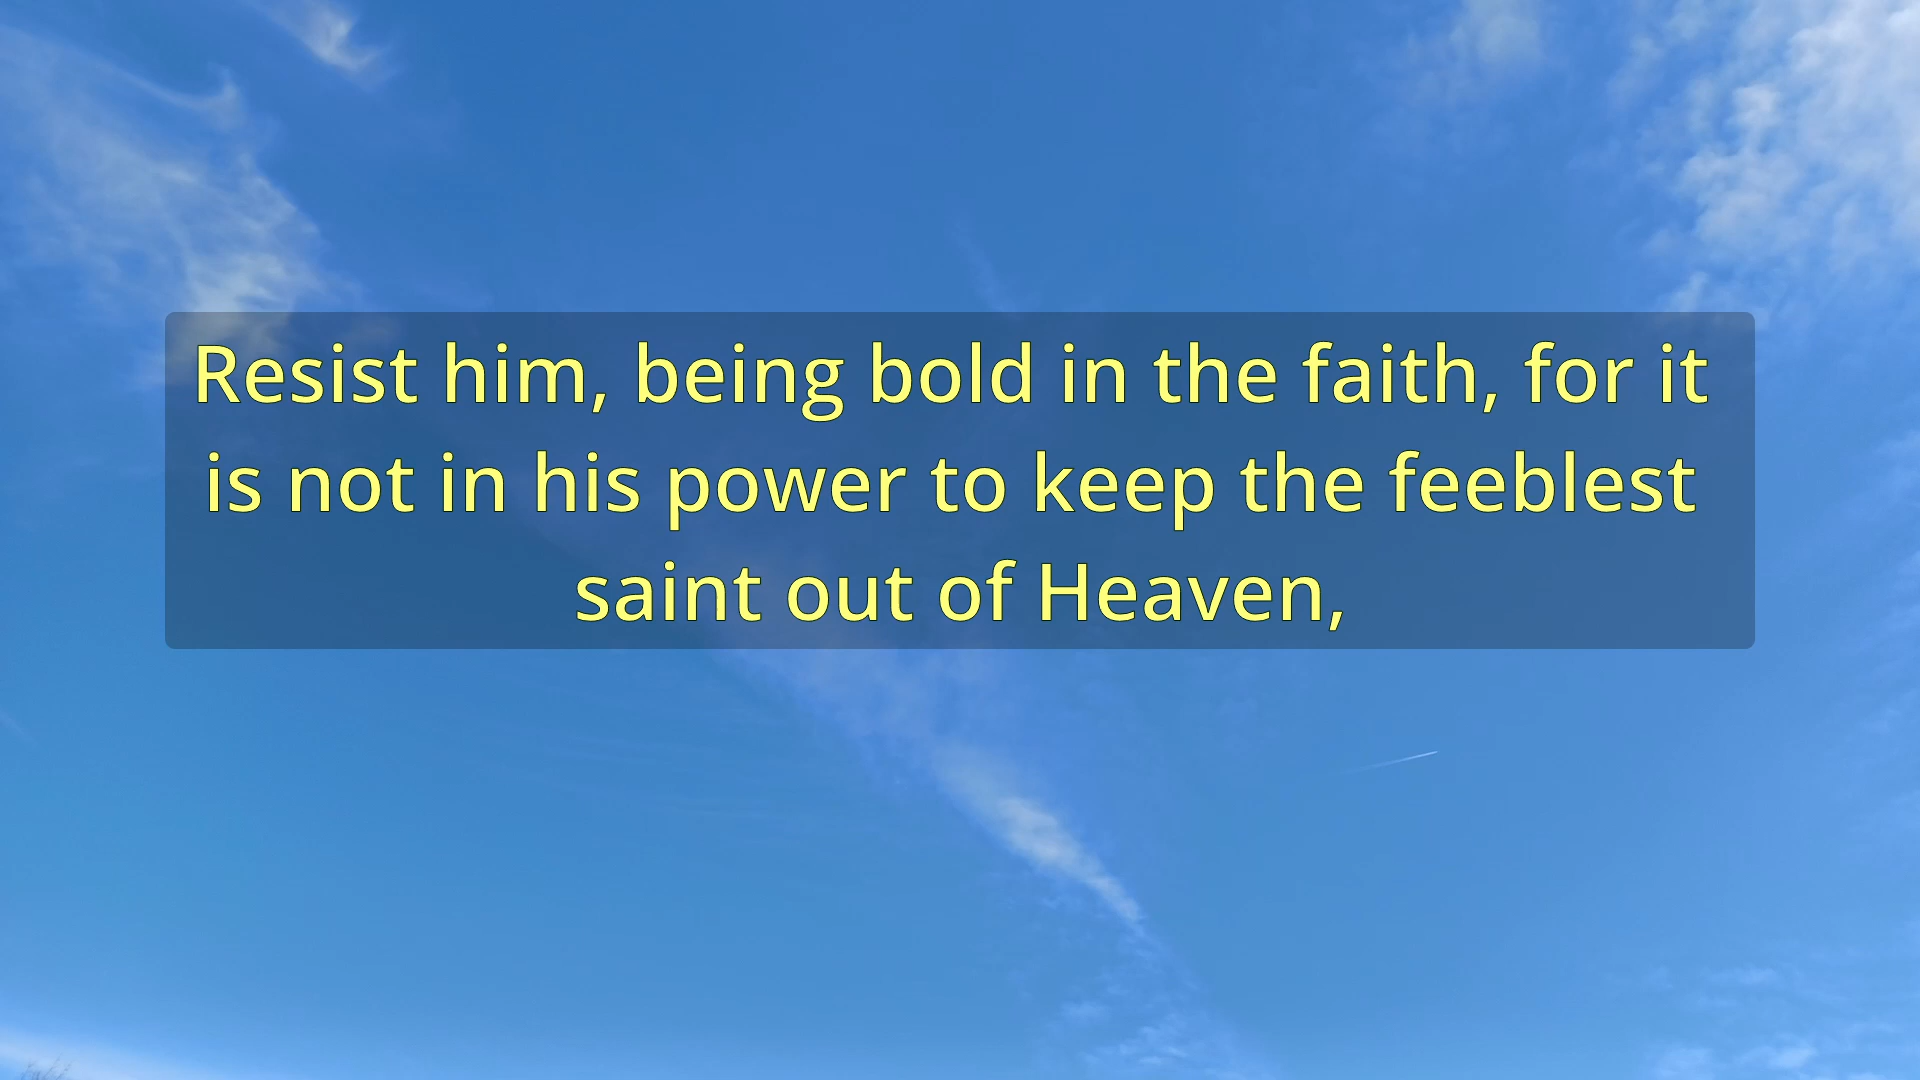 Resist him, being bold in the faith, for it
is not in his power to keep the feeblest
saint out of Heaven,